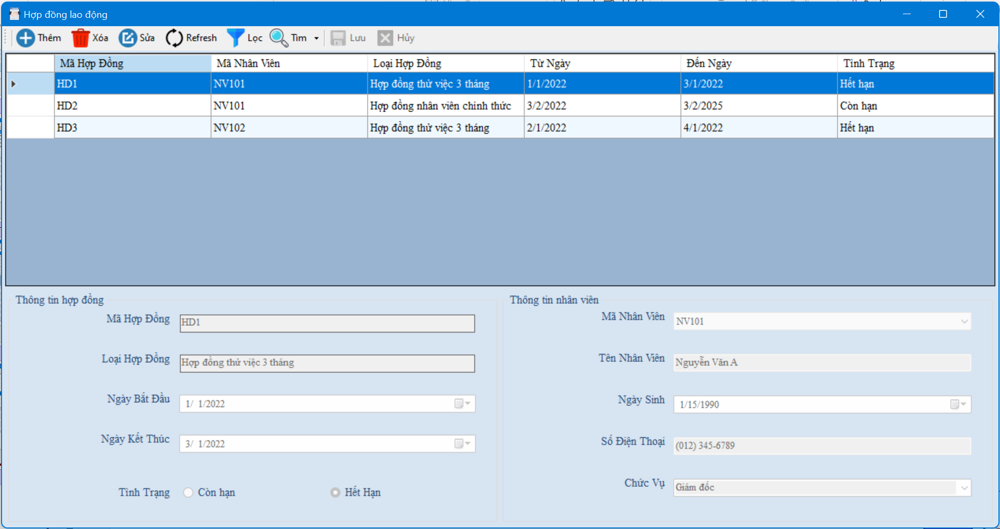 Hợp đồng lao động
Thêm Xóa Sửa Refresh Lọc Tìm Lưu Hủy
Mã Hợp Đồng Mã Nhân Viên Loại Hợp Đồng Từ Ngày Đến Ngày Tình Trạng
HD1 NV101 Hợp đồng thử việc 3 tháng 1/1/2022 3/1/2022 Hết hạn
HD2 NV101 Hợp đồng nhân viên chính thức 3/2/2022 3/2/2025 Còn hạn
HD3 NV102 Hợp đồng thử việc 3 tháng 2/1/2022 4/1/2022 Hết hạn
Thông tin hợp đồng
Mã Hợp Đồng HD1
Loại Hợp Đồng Hợp đồng thử việc 3 tháng
Ngày Bắt Đầu 1/ 1/2022
Ngày Kết Thúc 3/ 1/2022
Tình Trạng Còn hạn Hết Hạn
Thông tin nhân viên
Mã Nhân Viên NV101
Tên Nhân Viên Nguyễn Văn A
Ngày Sinh 1/15/1990
Số Điện Thoại (012) 345-6789
Chức Vụ Giám đốc